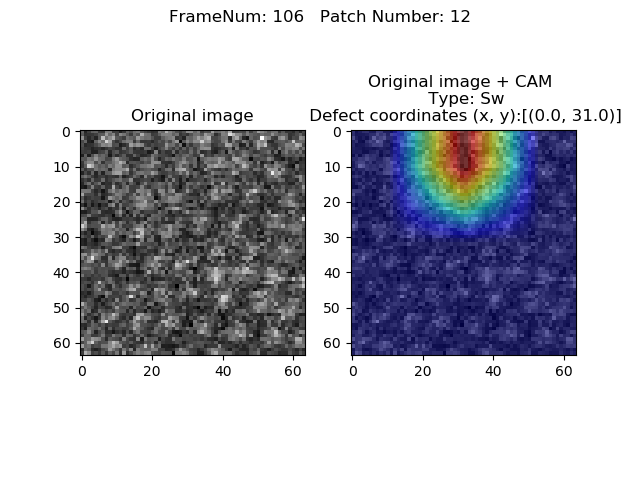 FrameNum: 106   Patch Number: 12
Original image
Original image + CAM
Type: Sw
Defect coordinates (x, y):[(0.0, 31.0)]
0
10
20
30
40
50
60
0 20 40 60
0
10
20
30
40
50
60
0 20 40 60